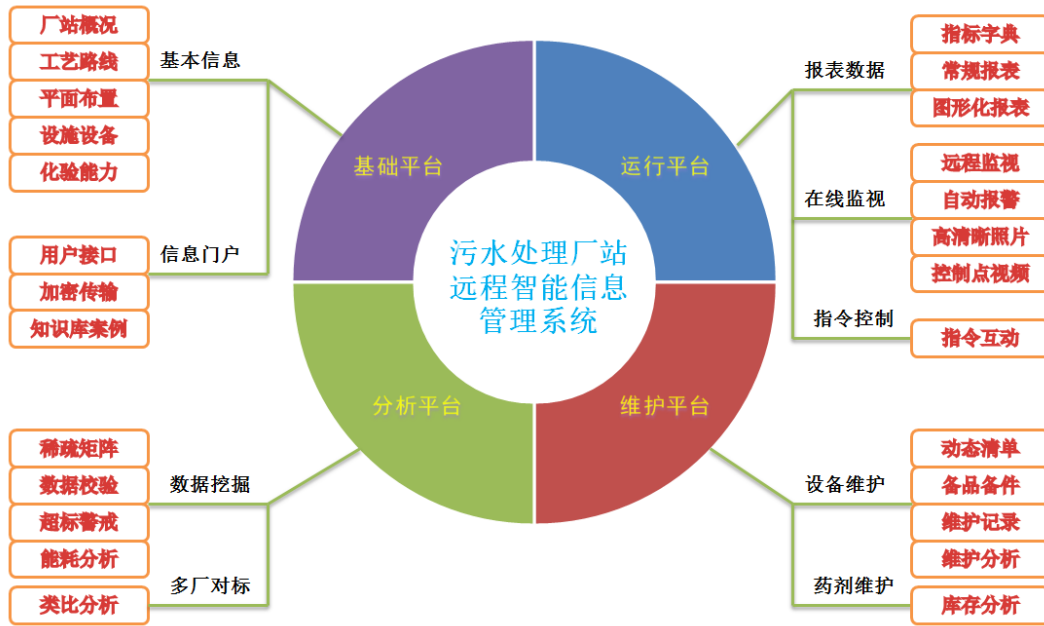 厂站概况
工艺路线
平面布置
设施设备
化验能力
基本信息
用户接口
加密传输
知识库案例
信息门户
基础平台
运行平台
报表数据
指标字典
常规报表
图形化报表
在线监视
远程监视
自动报警
高清晰照片
控制点视频
指令控制
指令互动
污水处理厂站
远程智能信息
管理系统
分析平台
维护平台
稀疏矩阵
数据校验
超标警戒
能耗分析
数据挖掘
类比分析
多厂对标
设备维护
动态清单
备品备件
维护记录
维护分析
药剂维护
库存分析